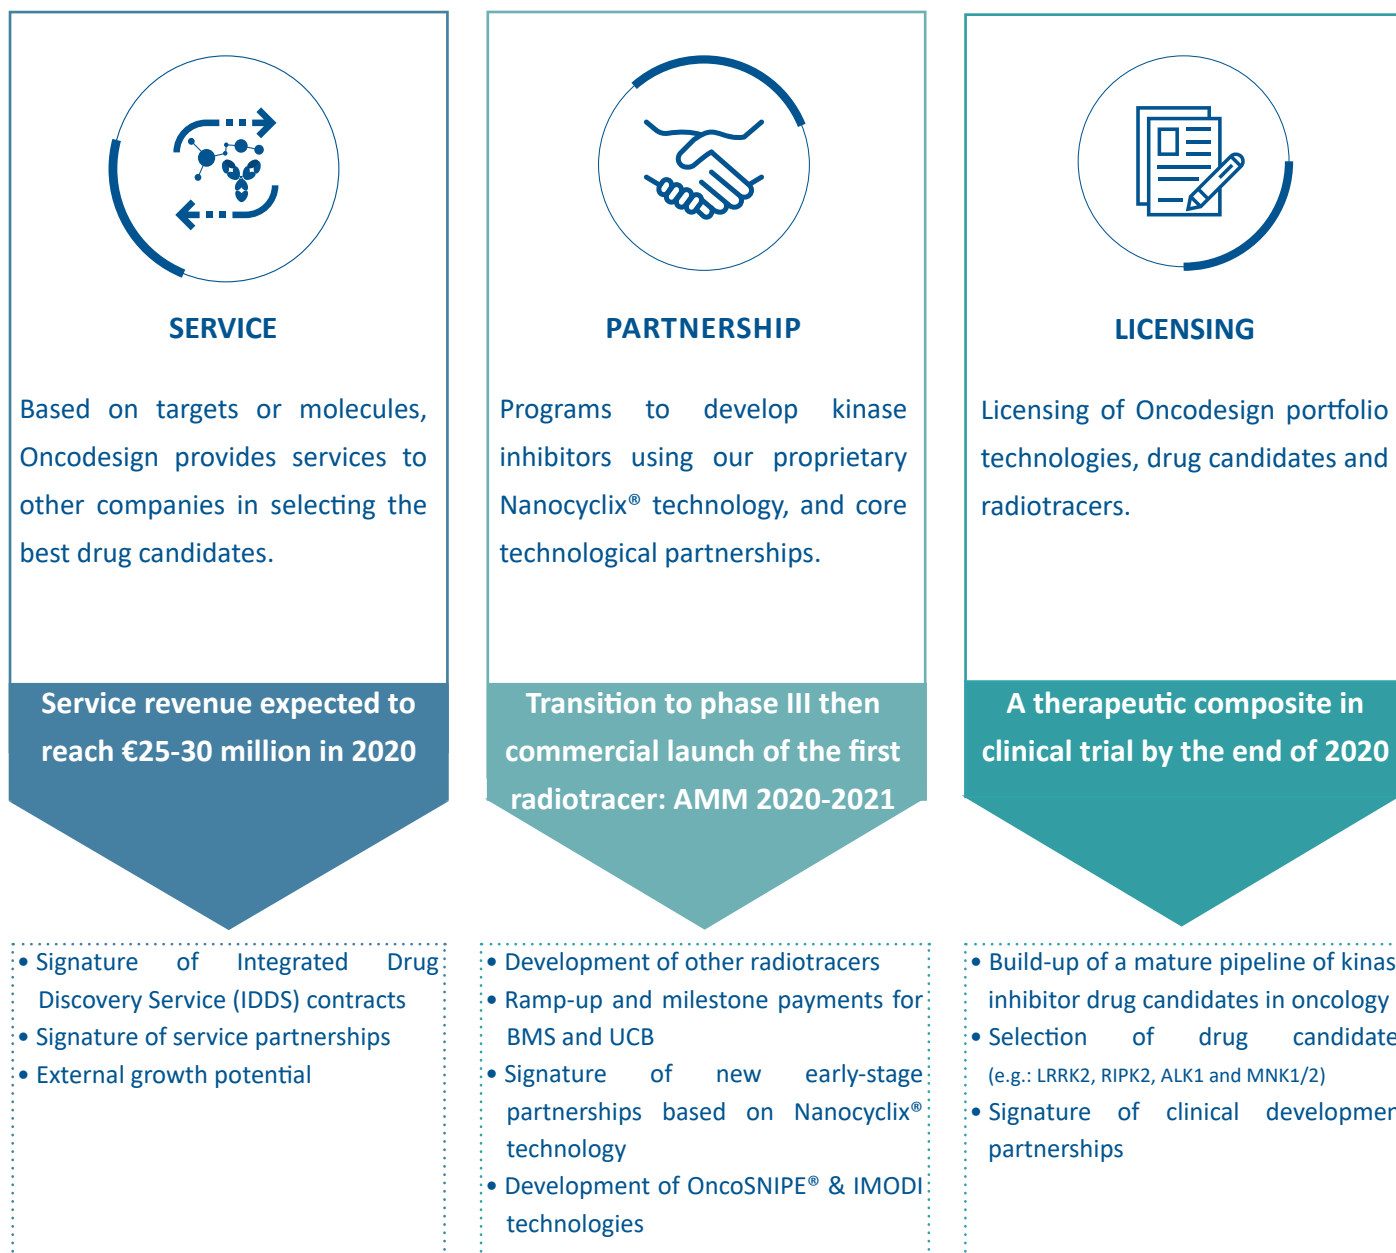 SERVICE
Based on targets or molecules,
Oncodesign provides services to
other companies in selecting the
best drug candidates.
Service revenue expected to
reach €25-30 million in 2020
• Signature of Integrated Drug
Discovery Service (IDDS) contracts
• Signature of service partnerships
• External growth potential
PARTNERSHIP
Programs to develop kinase
inhibitors using our proprietary
Nanocyclix® technology, and core
technological partnerships.
Transition to phase III then
commercial launch of the first
radiotracer: AMM 2020-2021
• Development of other radiotracers
• Ramp-up and milestone payments for
BMS and UCB
• Signature of new early-stage
partnerships based on Nanocyclix®
technology
• Development of OncoSNIPE® & IMODI
technologies
LICENSING
Licensing of Oncodesign portfolio
technologies, drug candidates and
radiotracers.
A therapeutic composite in
clinical trial by the end of 2020
• Build-up of a mature pipeline of kinas
inhibitor drug candidates in oncology
• Selection of drug candidate
(e.g.: LRRK2, RIPK2, ALK1 and MNK1/2)
• Signature of clinical developmen
partnerships